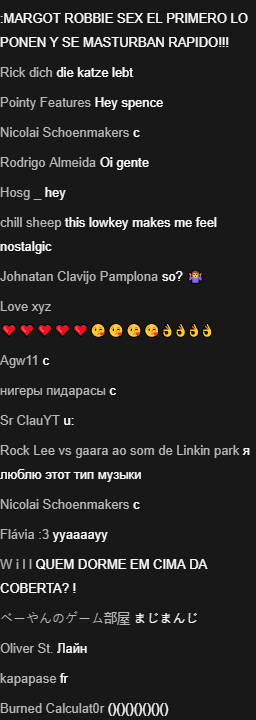 :MARGOT ROBBIE SEX EL PRIMERO LO
PONEN Y SE MASTURBAN RAPIDO!!!
Rick dich die katze lebt
Pointy Features Hey spence
Nicolai Schoenmakers c
Rodrigo Almeida Oi gente
Hosg _ hey
chill sheep this lowkey makes me feel
nostalgic
Johnatan Clavijo Pamplona so? 🤷‍♀️
Love xyz
❤️❤️❤️❤️❤️😘😘😘😘👌👌👌👌
Agw11 c
нигеры пидарасы с
Sr ClauYT u:
Rock Lee vs gaara ao som de Linkin park я
люблю этот тип музыки
Nicolai Schoenmakers c
Flávia :3 yyaaaayy
W i l l QUEM DORME EM CIMA DA
COBERTA? !
べーやんのゲーム部屋 まじまんじ
Oliver St. Лайн
kapapase fr
Burned Calculat0r ()()()()()()()